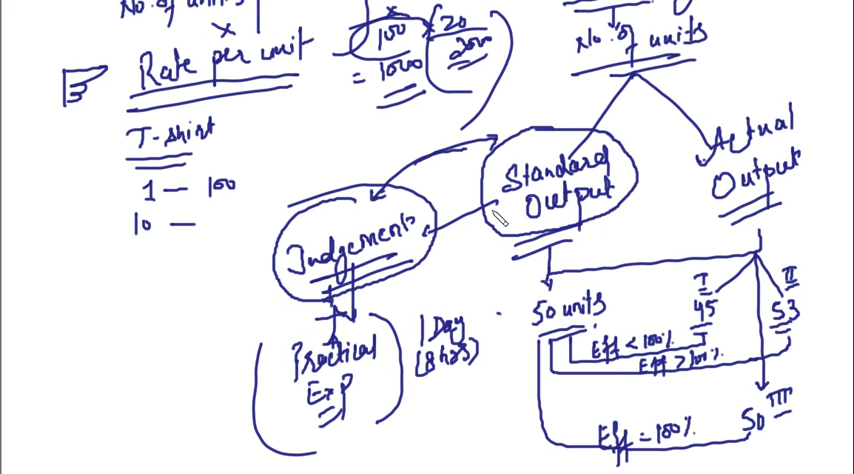 No. of units
×
Rate per unit
T-shirt
1 — 100
10 —
×
100 × 20
= 1000
2000
No. of units
Standard
Output
Actual
Output
Judgement
Practical
Exp
1 Day
(8 hrs)
50 units
I
45
II
53
III
50
Eff < 100%
Eff > 100%
Eff = 100%